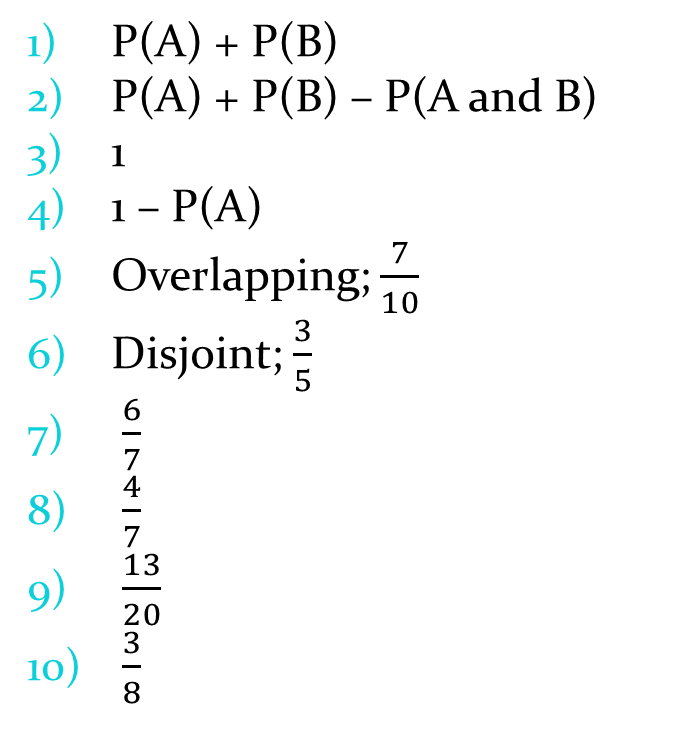 1) P(A) + P(B)
2) P(A) + P(B) – P(A and B)
3) 1
4) 1 – P(A)
5) Overlapping; 7/10
6) Disjoint; 3/5
7) 6/7
8) 4/7
9) 13/20
10) 3/8